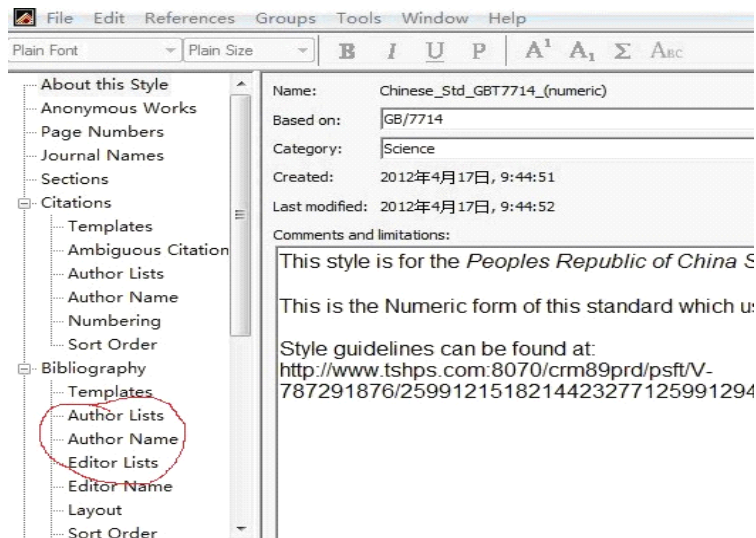 File Edit References Groups Tools Window Help
Plain Font Plain Size B I U P A¹ A₁ Σ ABC
About this Style
Anonymous Works
Page Numbers
Journal Names
Sections
Citations
Templates
Ambiguous Citation
Author Lists
Author Name
Numbering
Sort Order
Bibliography
Templates
Author Lists
Author Name
Editor Lists
Editor Name
Layout
Sort Order
Name: Chinese_Std_GBT7714_(numeric)
Based on: GB/7714
Category: Science
Created: 2012年4月17日, 9:44:51
Last modified: 2012年4月17日, 9:44:52
Comments and limitations:
This style is for the Peoples Republic of China S
This is the Numeric form of this standard which us
Style guidelines can be found at:
http://www.tshps.com:8070/crm89prd/psft/V-
787291876/2599121518214423277125991294